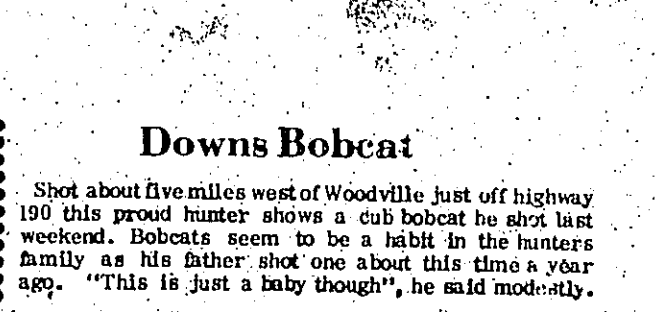 Downs Bobcat
Shot about five miles west of Woodville just off highway
190 this proud hunter shows a cub bobcat he shot last
weekend. Bobcats seem to be a habit in the hunters
family as his father shot one about this time a year
ago. "This is just a baby though", he said modestly.